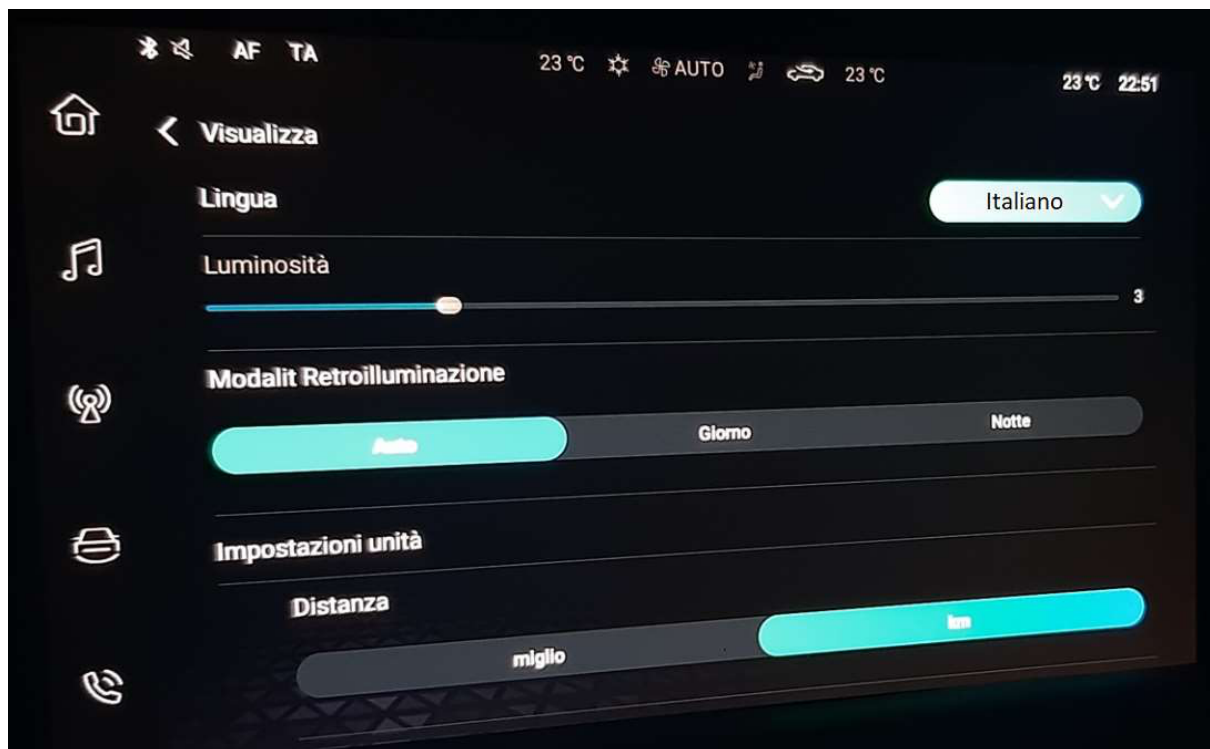 AF TA 23 °C AUTO 23 °C 23 °C 22:51
Visualizza
Lingua Italiano
Luminosità
3
Modalit Retroilluminazione
Auto Giorno Notte
Impostazioni unità
Distanza
miglio km